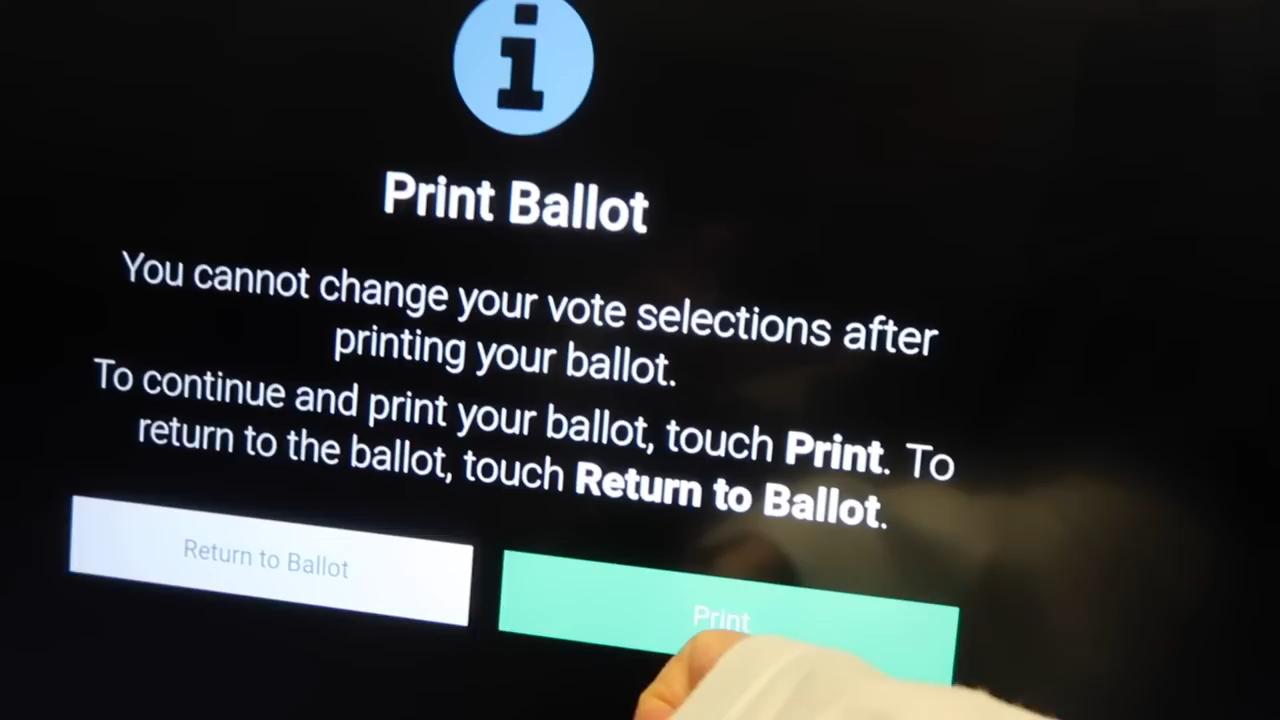 Print Ballot
You cannot change your vote selections after
printing your ballot.
To continue and print your ballot, touch Print. To
return to the ballot, touch Return to Ballot.
Return to Ballot
Print